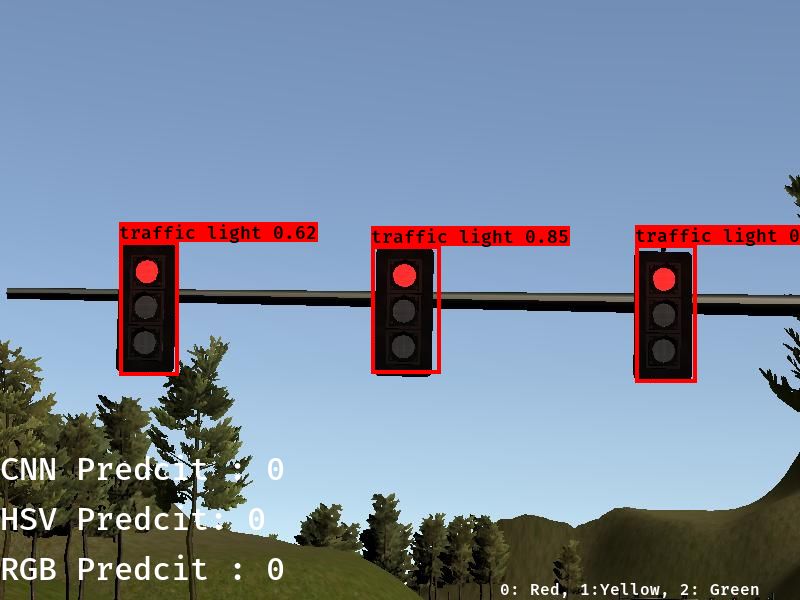 traffic light 0.62
traffic light 0.85
traffic light 0
CNN Predcit : 0
HSV Predcit: 0
RGB Predcit : 0
0: Red, 1:Yellow, 2: Green